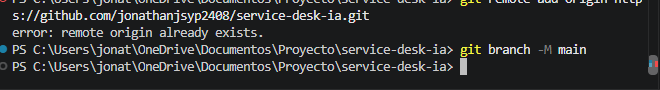 s://github.com/jonathanjsyp2408/service-desk-ia.git
error: remote origin already exists.
PS C:\Users\jonat\OneDrive\Documentos\Proyecto\service-desk-ia> git branch -M main
PS C:\Users\jonat\OneDrive\Documentos\Proyecto\service-desk-ia>